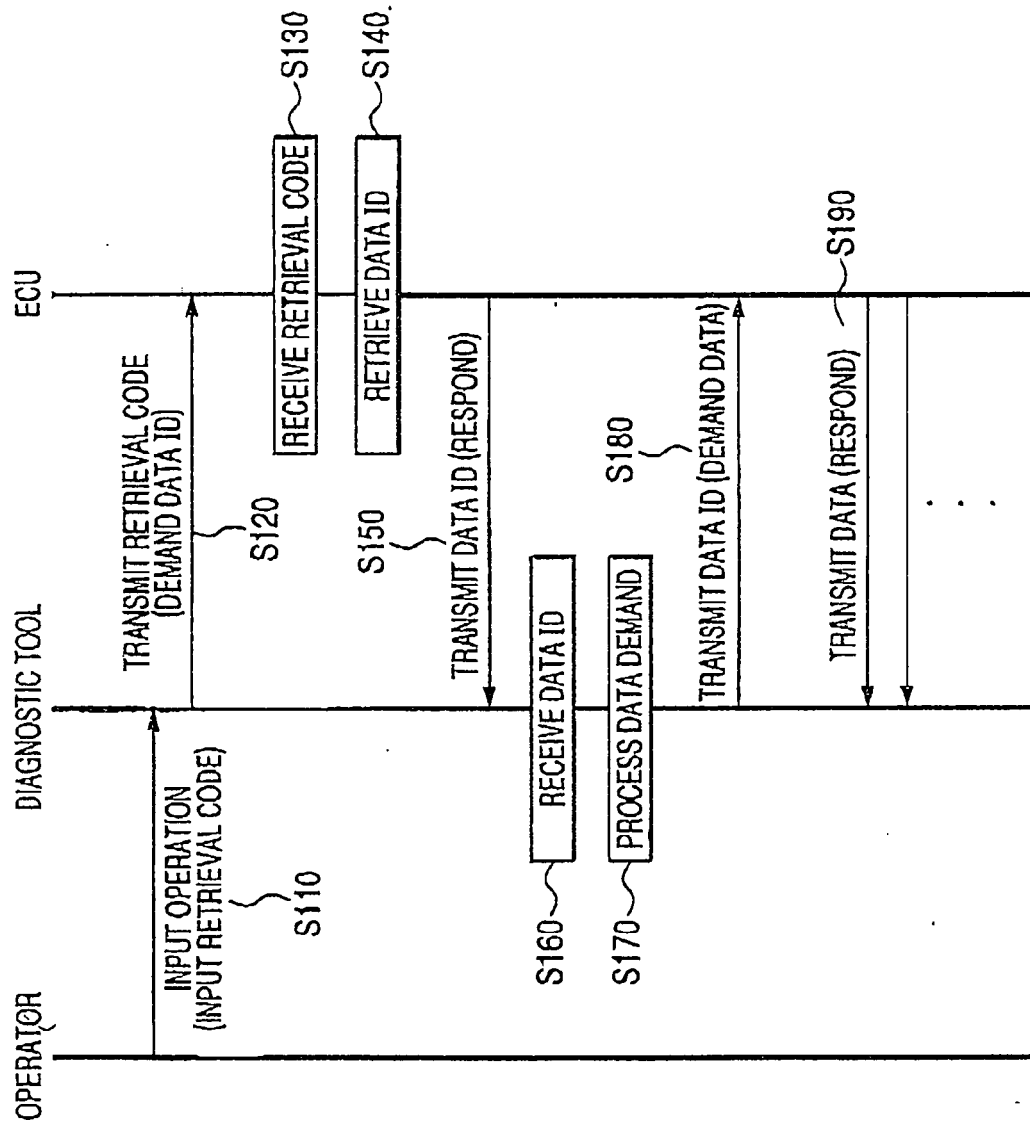 OPERATOR
DIAGNOSTIC TOOL
ECU
INPUT OPERATION
(INPUT RETRIEVAL CODE)
S110
TRANSMIT RETRIEVAL CODE
(DEMAND DATA ID)
S120
RECEIVE RETRIEVAL CODE
S130
RETRIEVE DATA ID
S140
TRANSMIT DATA ID (RESPOND)
S150
RECEIVE DATA ID
S160
PROCESS DATA DEMAND
S170
TRANSMIT DATA ID (DEMAND DATA)
S180
TRANSMIT DATA (RESPOND)
S190
. . .